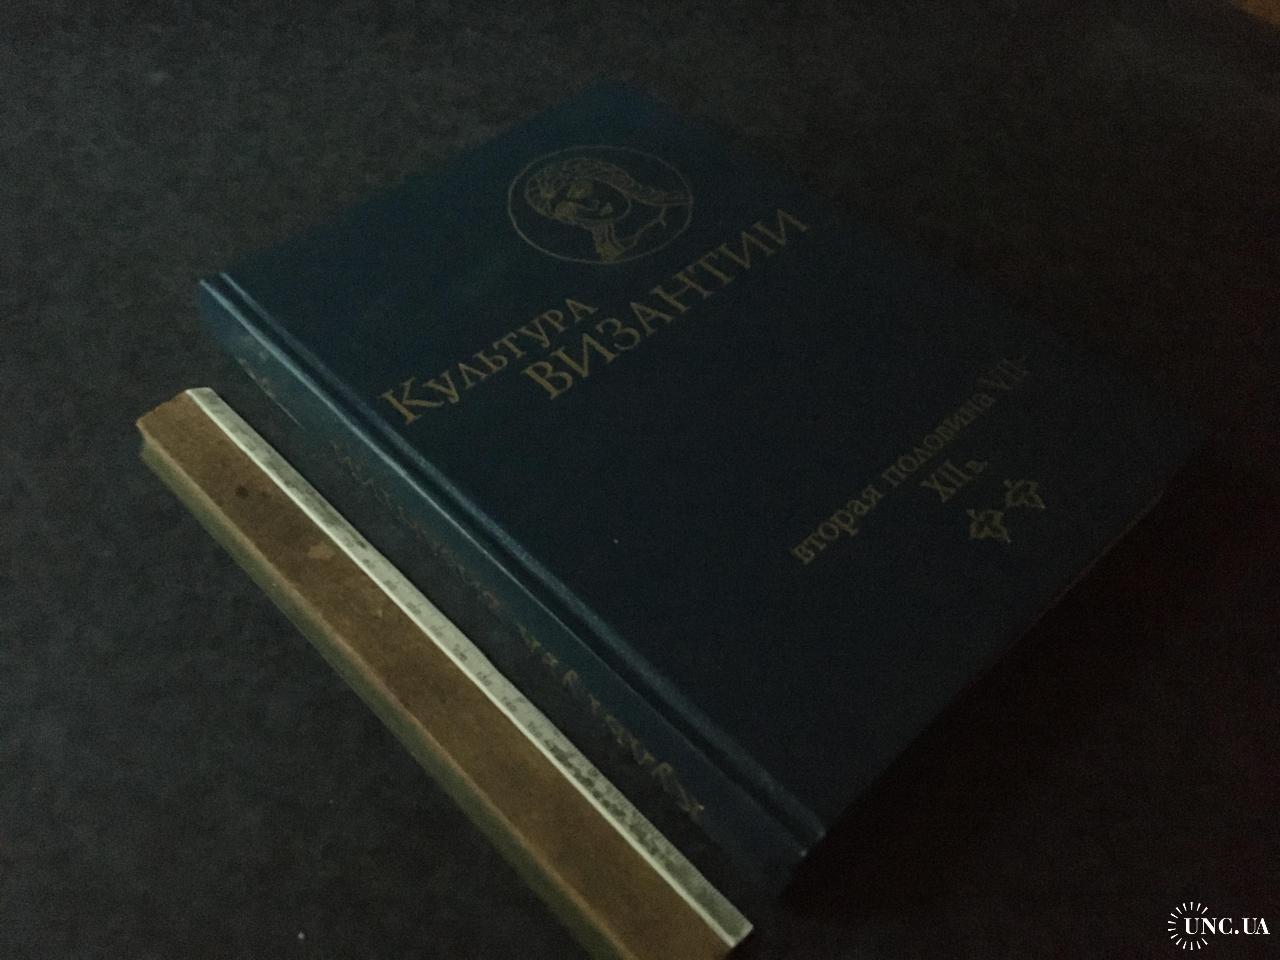 Культура
ВИЗАНТИИ
вторая половина VII-
XII в.
UNC.UA